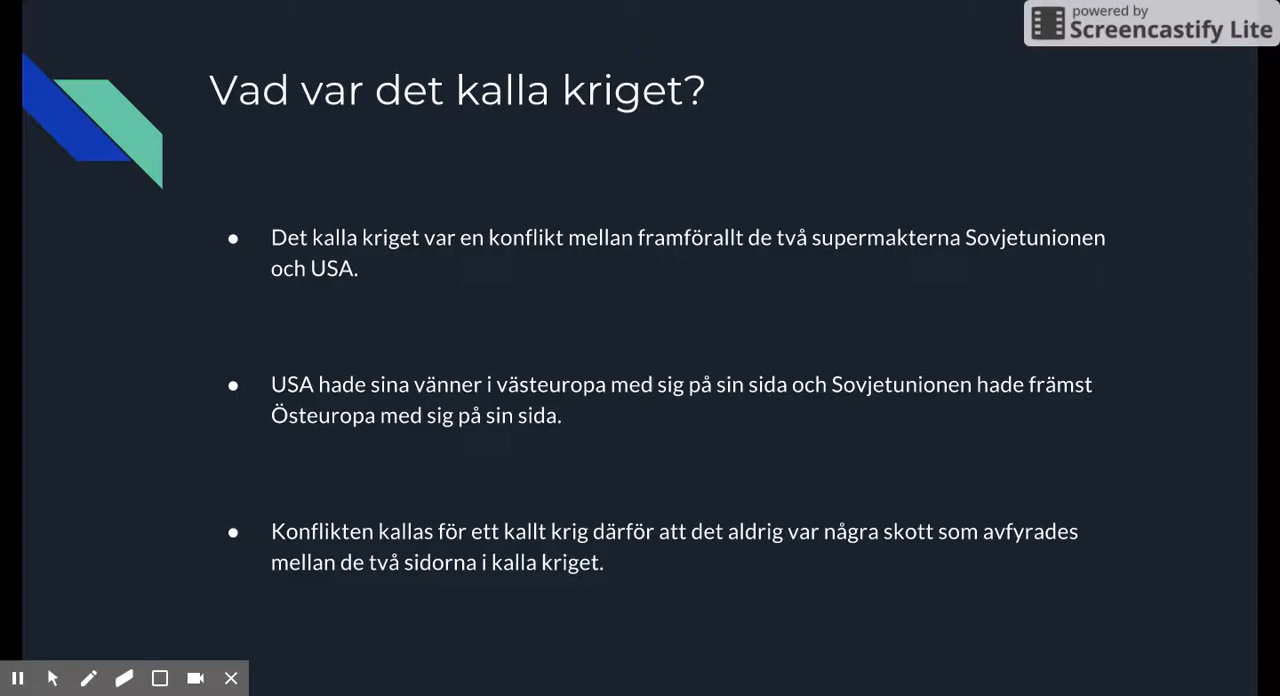 powered by
Screencastify Lite
Vad var det kalla kriget?
● Det kalla kriget var en konflikt mellan framförallt de två supermakterna Sovjetunionen
och USA.
● USA hade sina vänner i västeuropa med sig på sin sida och Sovjetunionen hade främst
Östeuropa med sig på sin sida.
● Konflikten kallas för ett kallt krig därför att det aldrig var några skott som avfyrades
mellan de två sidorna i kalla kriget.